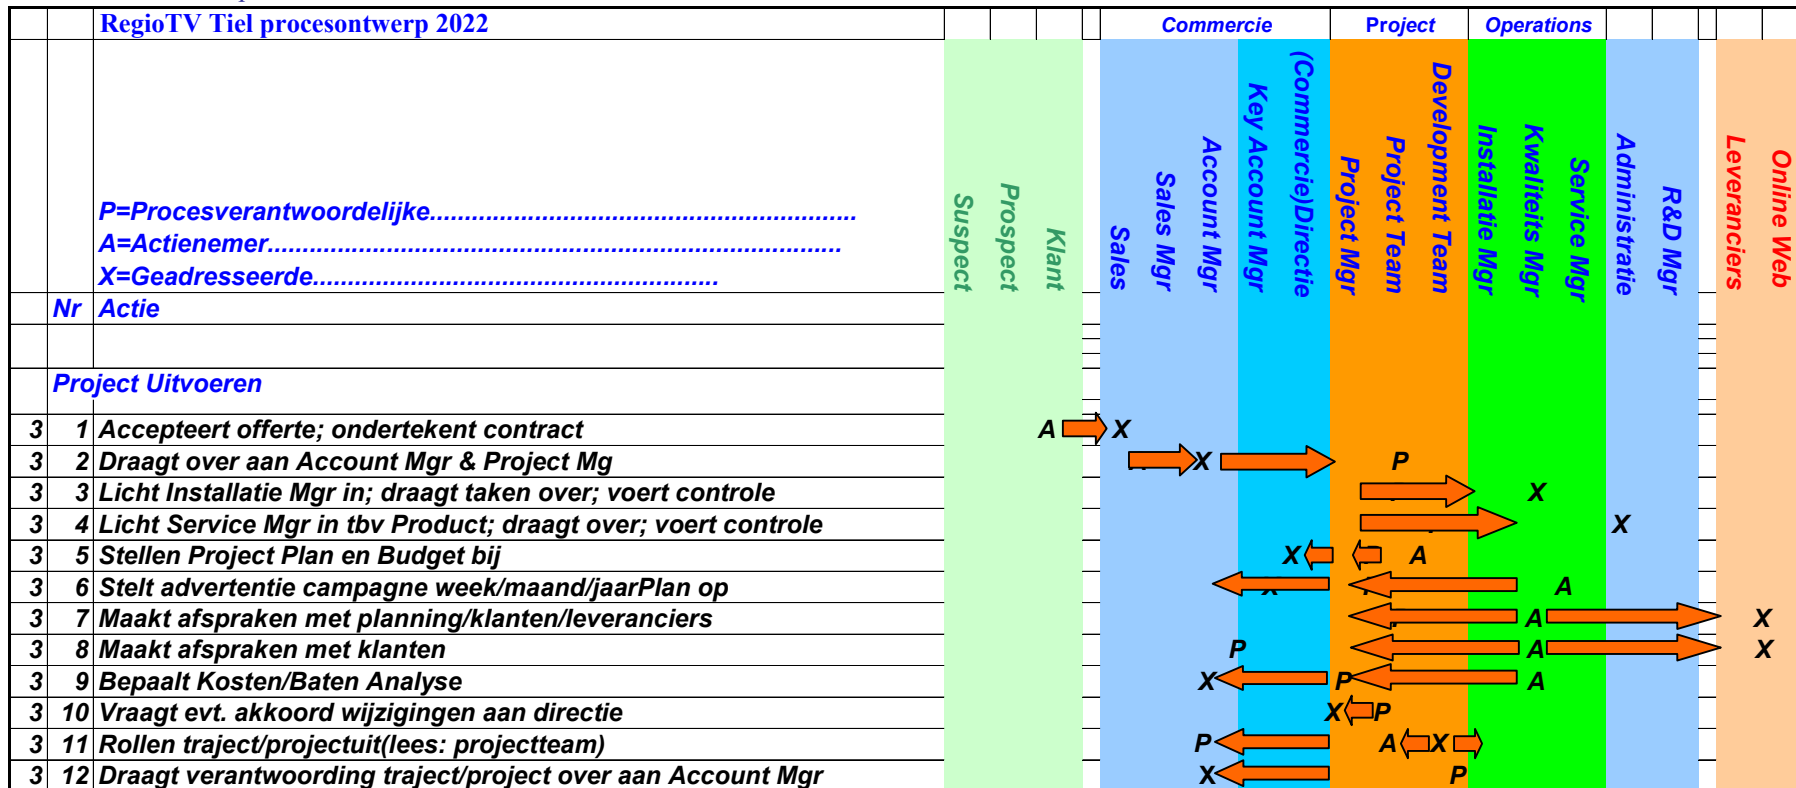 RegioTV Tiel procesontwerp 2022 Commercie Project Operations
P=Procesverantwoordelijke.............................................................
A=Actienemer..................................................................................
X=Geadresseerde..........................................................
Suspect
Prospect
Klant
Sales
Sales Mgr
Account Mgr
Key Account Mgr
(Commercie)Directie
Project Mgr
Project Team
Development Team
Installatie Mgr
Kwaliteits Mgr
Service Mgr
Administratie
R&D Mgr
Leveranciers
Online Web
Nr Actie
Project Uitvoeren
3 1 Accepteert offerte; ondertekent contract A X
3 2 Draagt over aan Account Mgr & Project Mg X P
3 3 Licht Installatie Mgr in; draagt taken over; voert controle X
3 4 Licht Service Mgr in tbv Product; draagt over; voert controle X
3 5 Stellen Project Plan en Budget bij X A
3 6 Stelt advertentie campagne week/maand/jaarPlan op A
3 7 Maakt afspraken met planning/klanten/leveranciers A X
3 8 Maakt afspraken met klanten P A X
3 9 Bepaalt Kosten/Baten Analyse X P A
3 10 Vraagt evt. akkoord wijzigingen aan directie X P
3 11 Rollen traject/projectuit(lees: projectteam) P A X
3 12 Draagt verantwoording traject/project over aan Account Mgr X P